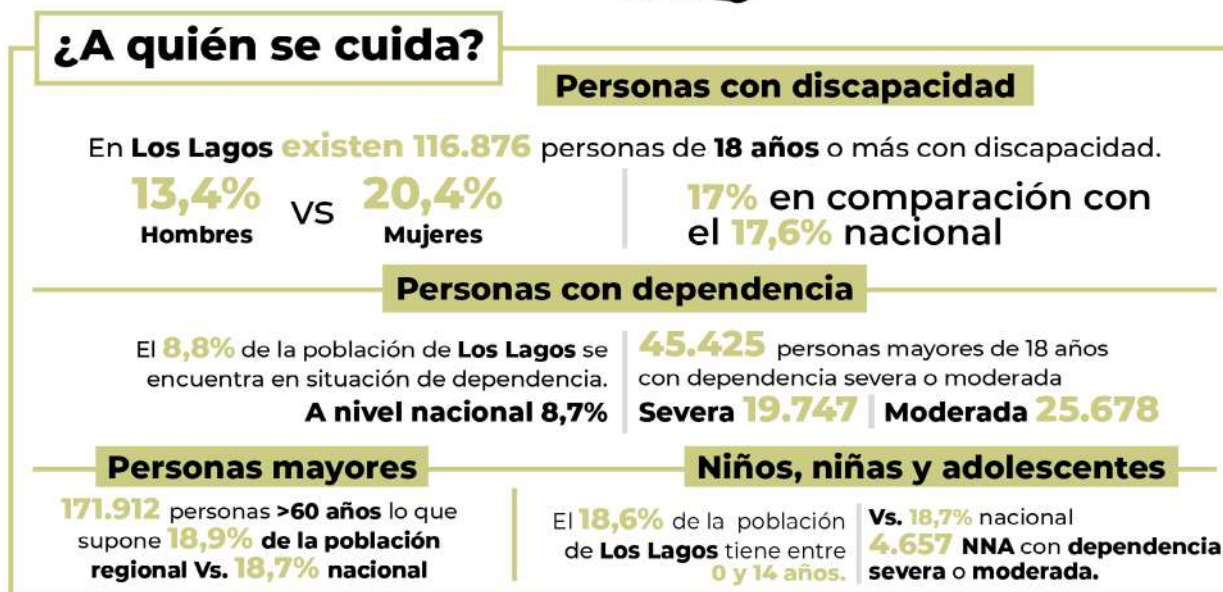 ¿A quién se cuida?
Personas con discapacidad
En Los Lagos existen 116.876 personas de 18 años o más con discapacidad.
13,4%
Hombres
vs
20,4%
Mujeres
17% en comparación con
el 17,6% nacional
Personas con dependencia
El 8,8% de la población de Los Lagos se
encuentra en situación de dependencia.
A nivel nacional 8,7%
45.425 personas mayores de 18 años
con dependencia severa o moderada
Severa 19.747 | Moderada 25.678
Personas mayores
171.912 personas >60 años lo que
supone 18,9% de la población
regional Vs. 18,7% nacional
Niños, niñas y adolescentes
El 18,6% de la población
de Los Lagos tiene entre
0 y 14 años.
Vs. 18,7% nacional
4.657 NNA con dependencia
severa o moderada.